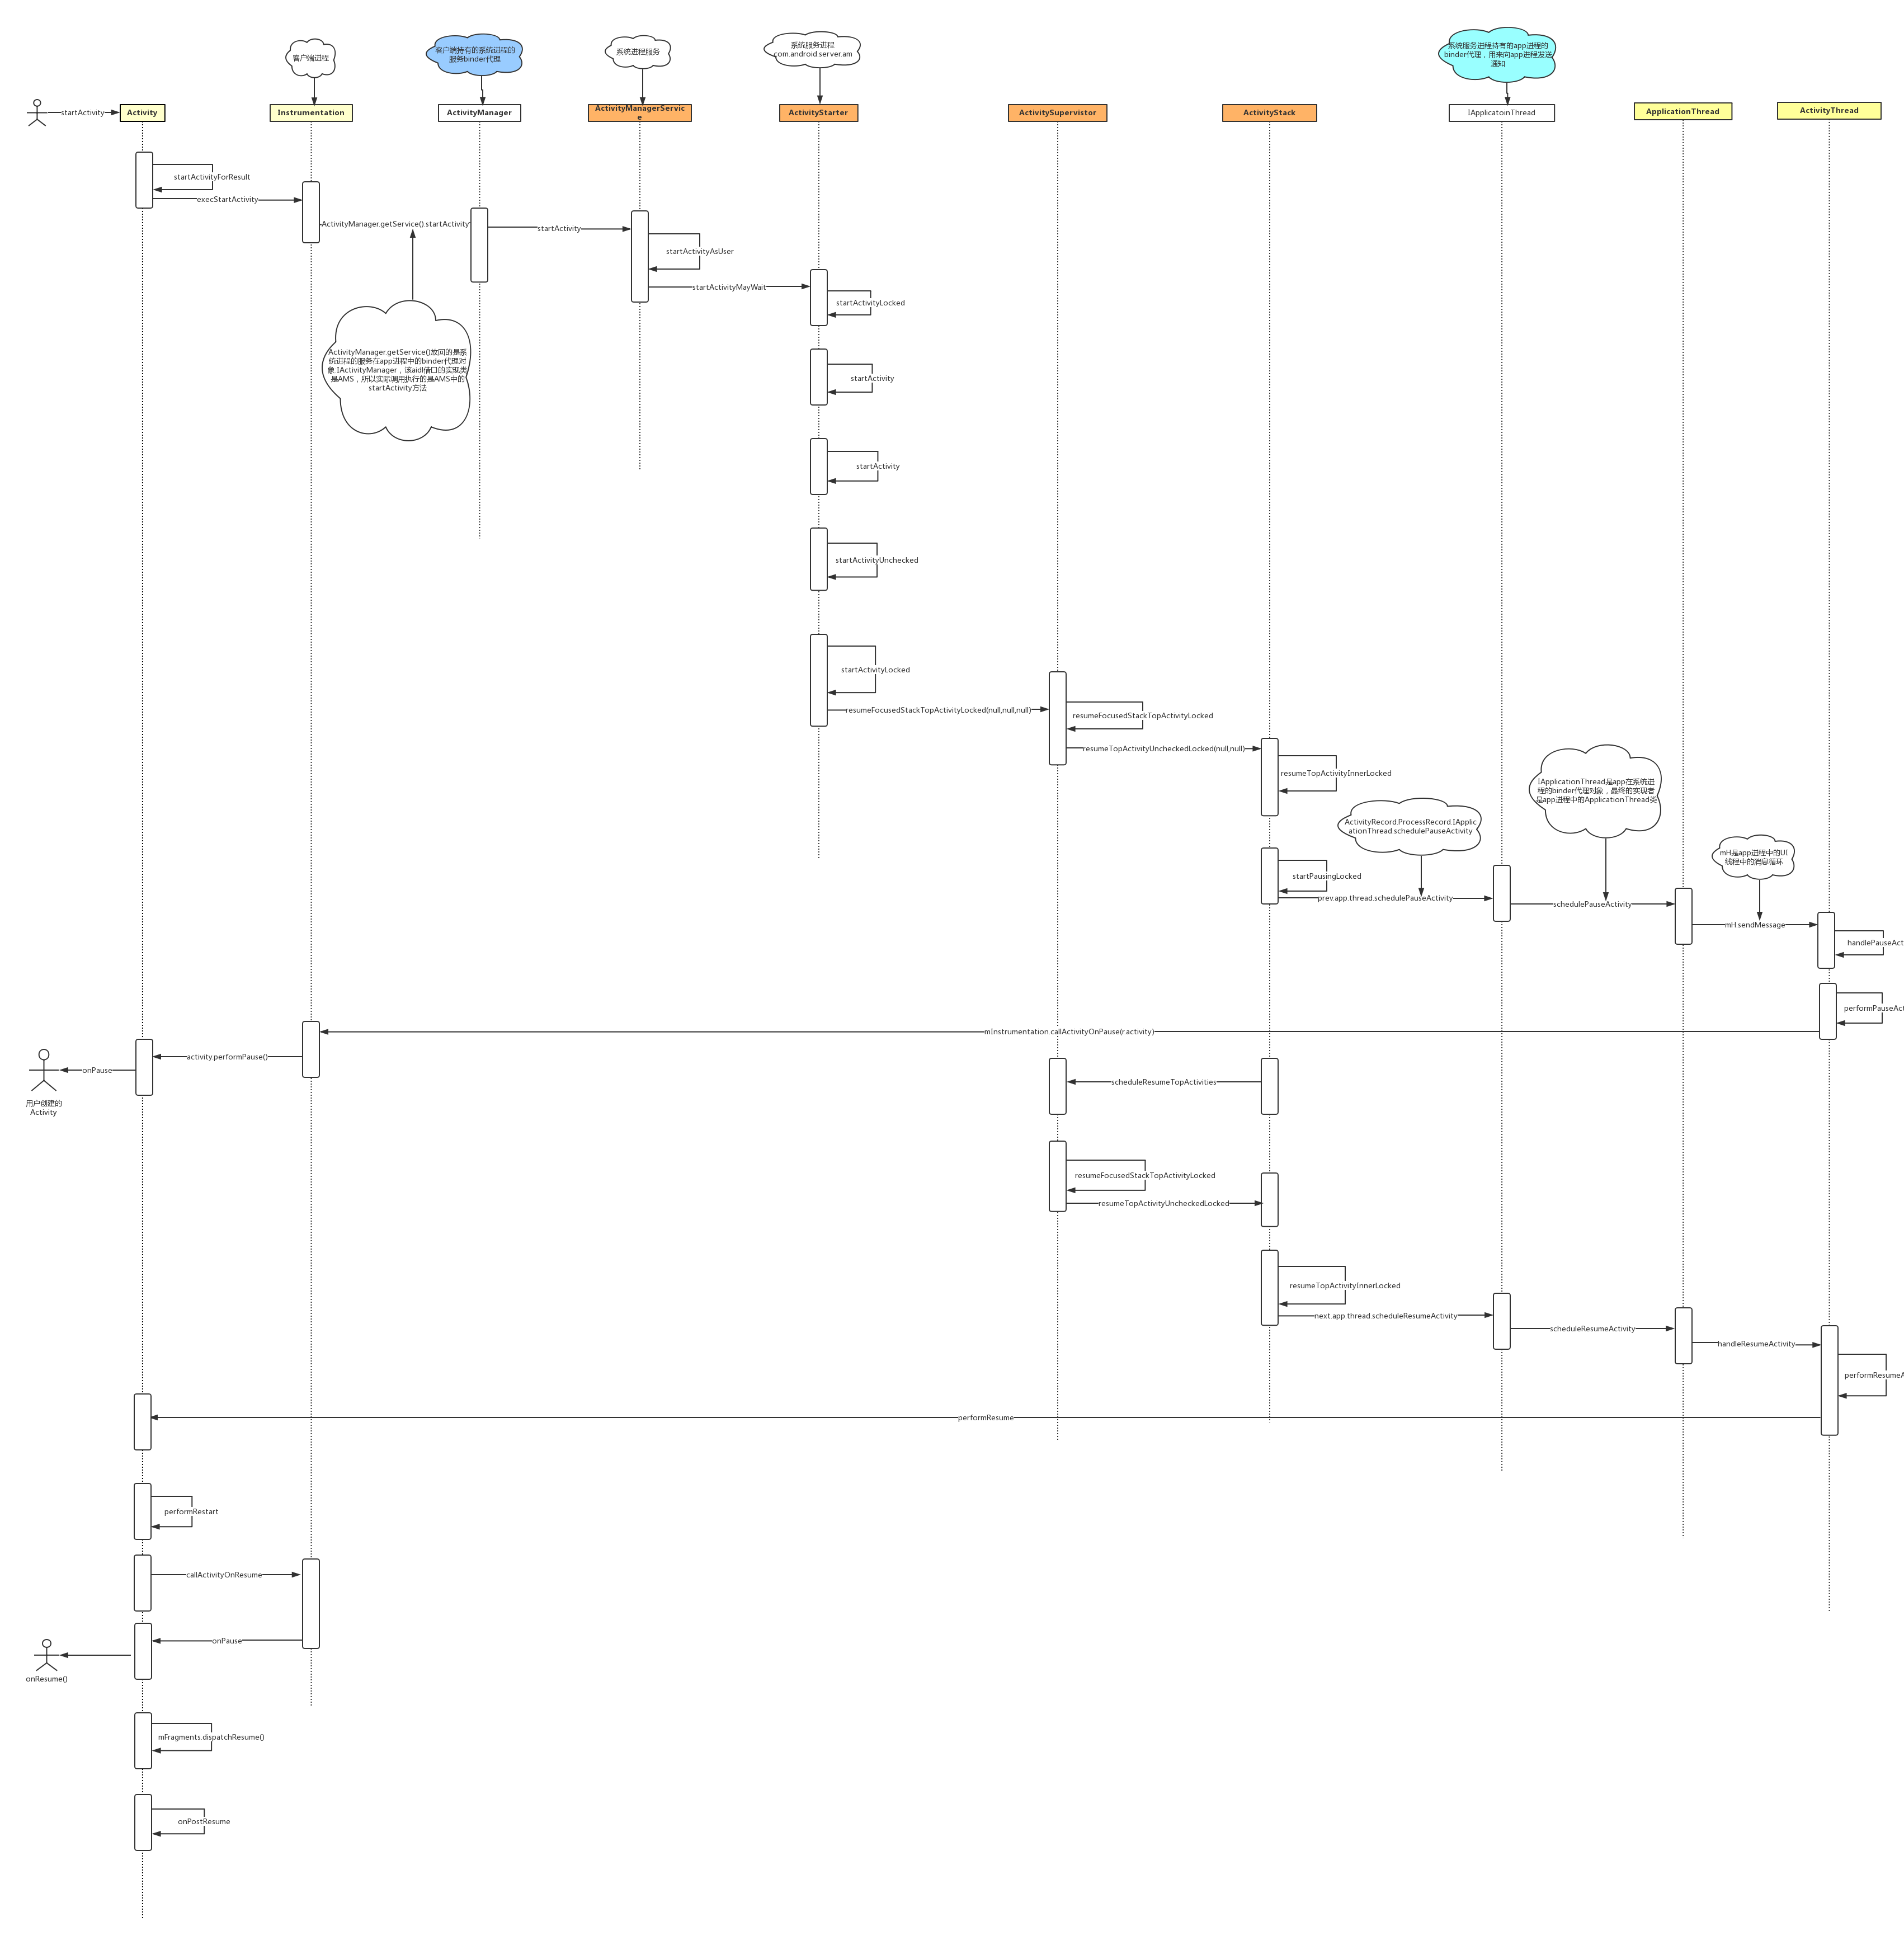 客户端进程
客户端持有的系统进程的
服务binder代理
系统进程服务
系统服务进程
com.android.server.am
系统服务进程持有的app进程的
binder代理，用来向app进程发送
通知
startActivity
Activity
Instrumentation
ActivityManager
ActivityManagerServic
e
ActivityStarter
ActivitySupervistor
ActivityStack
IApplicatoinThread
ApplicationThread
ActivityThread
startActivityForResult
execStartActivity
ActivityManager.getService().startActivity
startActivity
startActivityAsUser
startActivityMayWait
startActivityLocked
ActivityManager.getService()放回的是系
统进程的服务在app进程中的binder代理对
象 IActivityManager，该aidl借口的实现类
是AMS，所以实际调用执行的是AMS中的
startActivity方法
startActivity
startActivity
startActivityUnchecked
startActivityLocked
resumeFocusedStackTopActivityLocked(null,null,null)
resumeFocusedStackTopActivityLocked
resumeTopActivityUncheckedLocked(null,null)
resumeTopActivityInnerLocked
IApplicationThread是app在系统进
程的binder代理对象，最终的实现者
是app进程中的ApplicationThread类
ActivityRecord.ProcessRecord.IApplic
ationThread.schedulePauseActivity
mH是app进程中的UI
线程中的消息循环
startPausingLocked
prev.app.thread.schedulePauseActivity
schedulePauseActivity
mH.sendMessage
handlePauseActi
performPauseAct
mInstrumentation.callActivityOnPause(r.activity)
activity.performPause()
onPause
用户创建的
Activity
scheduleResumeTopActivities
resumeFocusedStackTopActivityLocked
resumeTopActivityUncheckedLocked
resumeTopActivityInnerLocked
next.app.thread.scheduleResumeActivity
scheduleResumeActivity
handleResumeActivity
performResumeA
performResume
performRestart
callActivityOnResume
onPause
onResume()
mFragments.dispatchResume()
onPostResume